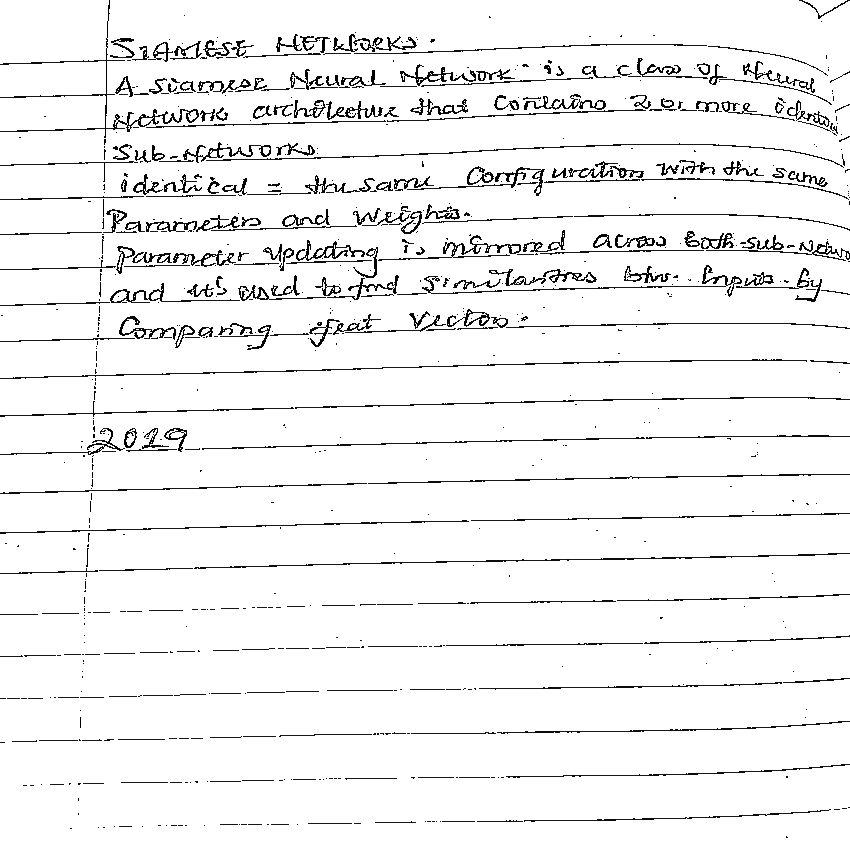 SIAMESE NETWORKS.
A siamese Neural Network is a class of Neural
Network architecture that contains 2 or more
Sub-Networks
identical = the same Configuration with the same
Parameters and Weights.
Parameter updating is mirrored across both sub-Netwo
and it's used to find similarities btw. Inputs by
Comparing feat Vectors.
2019